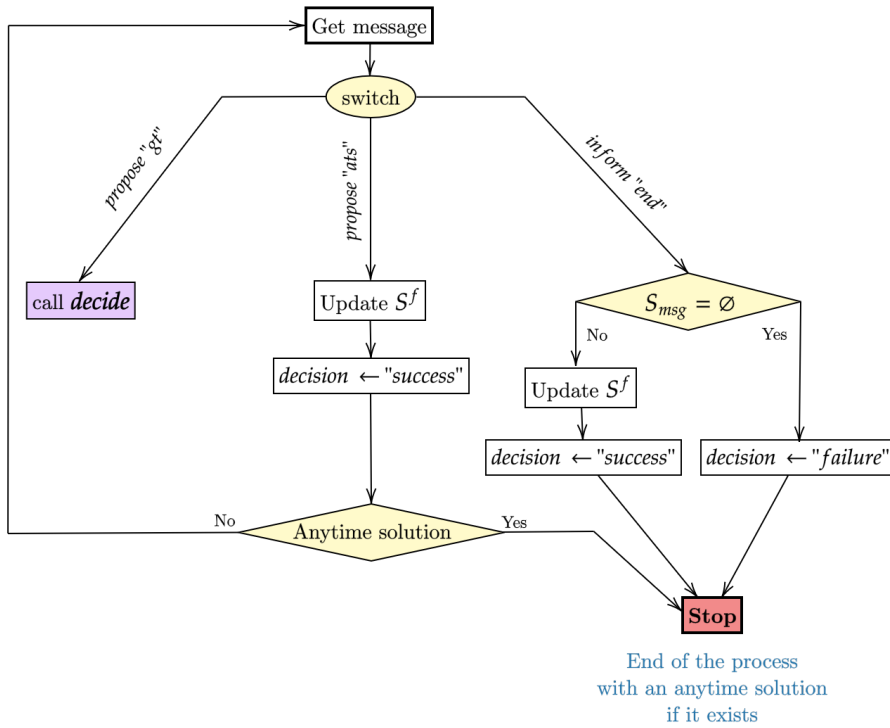 Get message
switch
propose "gt"
propose "ats"
inform "end"
call decide
Update S^f
S_msg = ∅
No
Yes
decision ← "success"
Update S^f
decision ← "success"
decision ← "failure"
No
Anytime solution
Yes
Stop
End of the process
with an anytime solution
if it exists